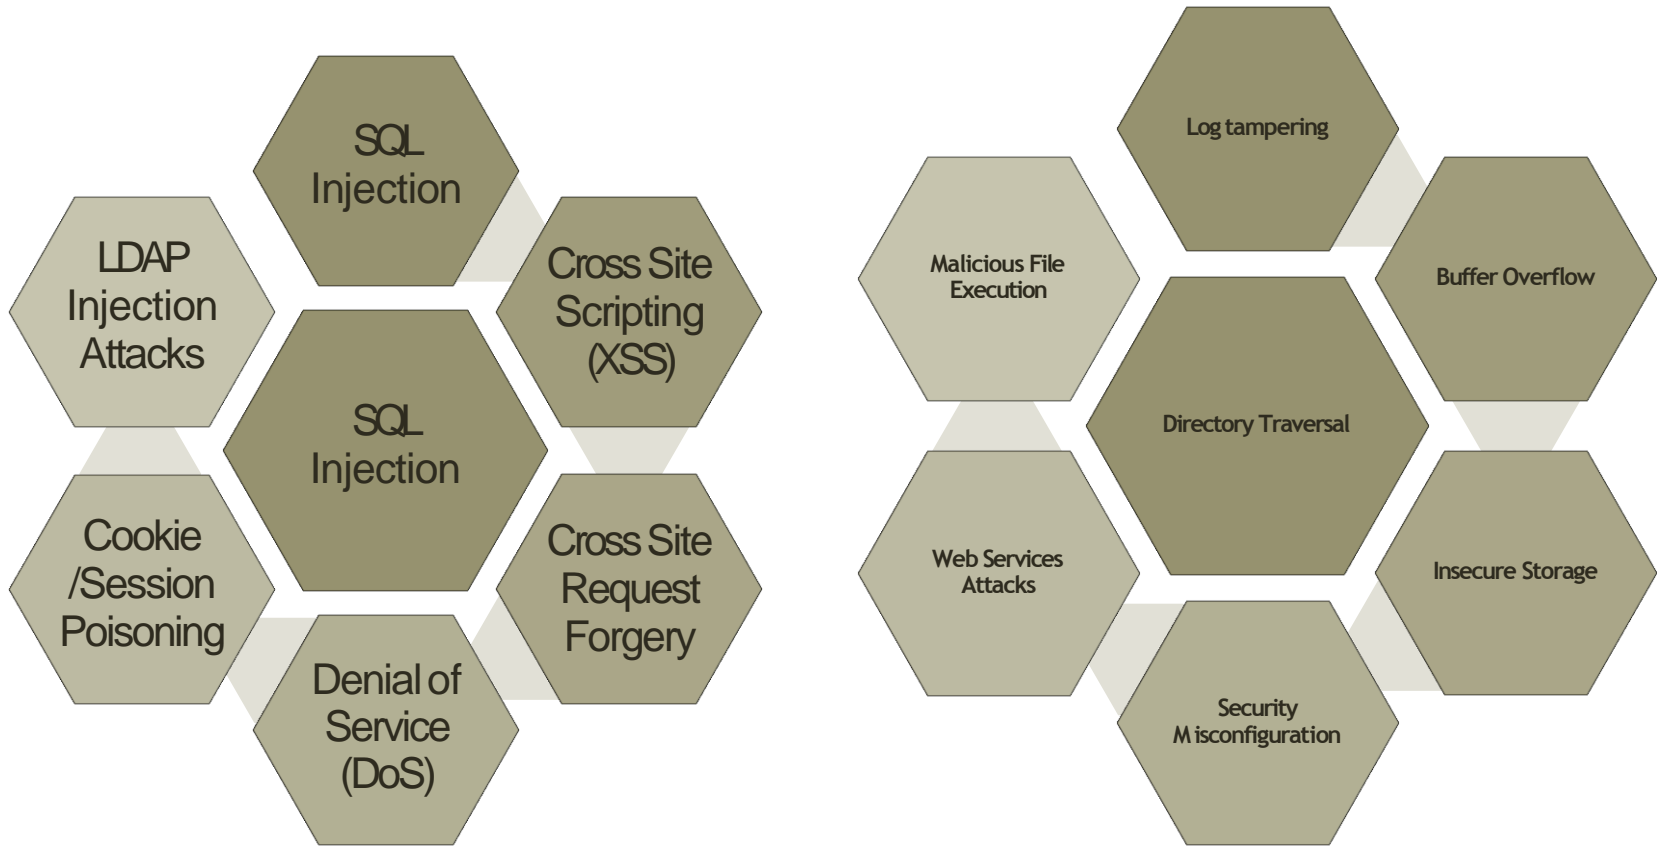 SQL
Injection
Cross Site
Scripting
(XSS)
Cross Site
Request
Forgery
Denial of
Service
(DoS)
Cookie
/Session
Poisoning
LDAP
Injection
Attacks
SQL
Injection
Log tampering
Buffer Overflow
Insecure Storage
Security
Misconfiguration
Web Services
Attacks
Malicious File
Execution
Directory Traversal